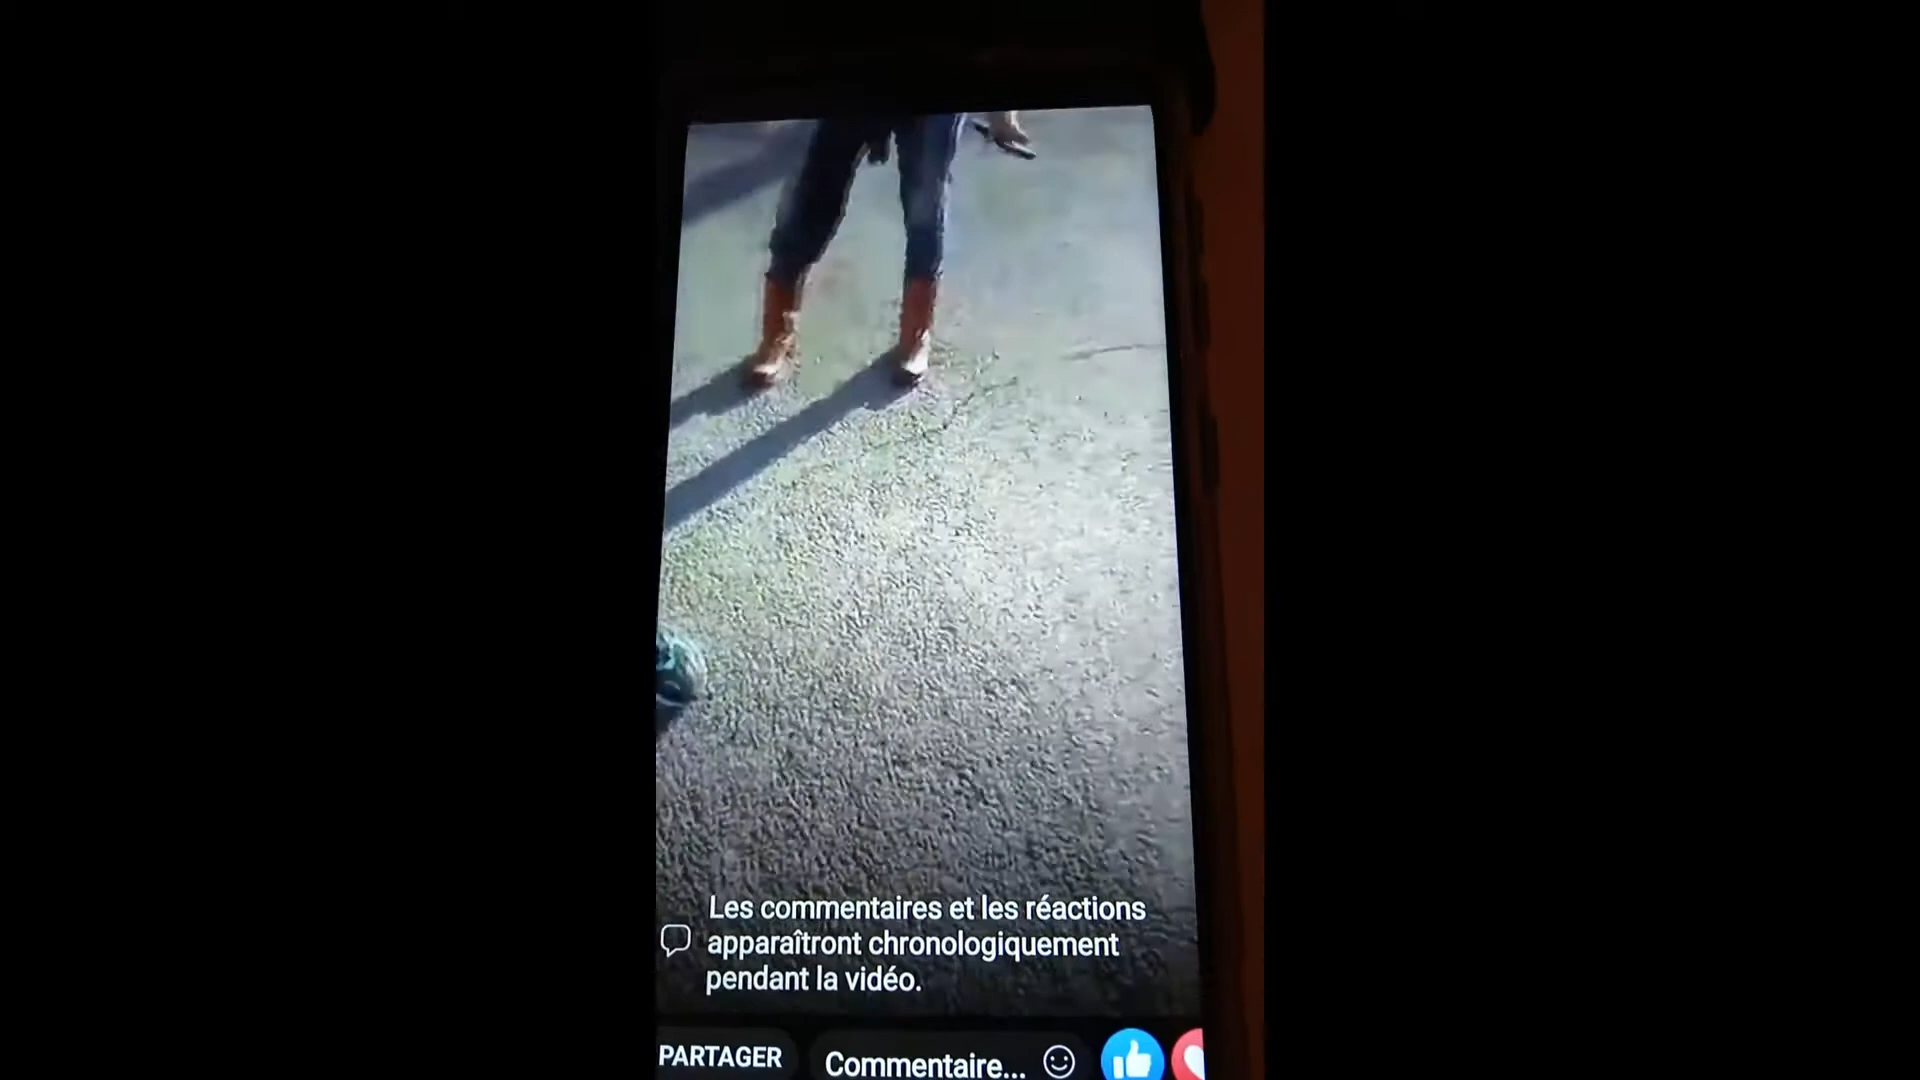 Les commentaires et les réactions
apparaîtront chronologiquement
pendant la vidéo.
PARTAGER
Commentaire...